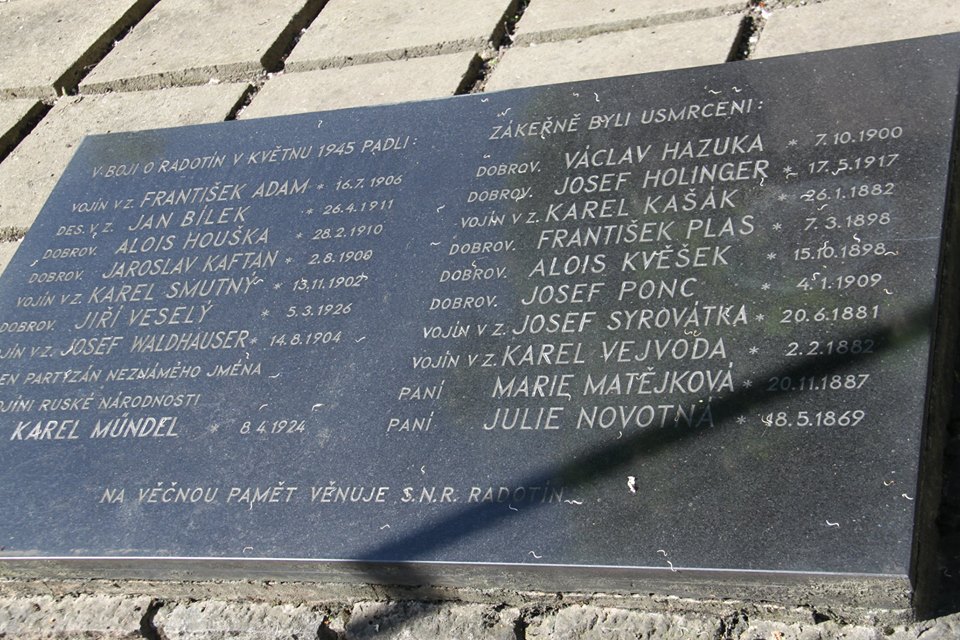 V BOJI O RADOTÍN V KVĚTNU 1945 PADLI:
VOJÍN V Z. FRANTIŠEK ADAM * 16.7.1906
DES. V. Z. JAN BÍLEK * 26.4.1911
DOBROV. ALOIS HOUŠKA * 28.2.1910
DOBROV. JAROSLAV KAFTAN * 2.8.1900
VOJÍN V Z. KAREL SMUTNÝ * 13.11.1902
DOBROV. JIŘÍ VESELÝ * 5.3.1926
VOJÍN V Z. JOSEF WALDHAUSER * 14.8.1904
PARTYZÁN NEZNÁMÉHO JMÉNA
RUSKÉ NÁRODNOSTI
KAREL MÜNDEL * 8.4.1924
ZÁKEŘNĚ BYLI USMRCENI:
DOBROV. VÁCLAV HAZUKA * 7.10.1900
DOBROV. JOSEF HOLINGER * 17.5.1917
VOJÍN V Z. KAREL KAŠÁK * 26.1.1882
DOBROV. FRANTIŠEK PLAS * 7.3.1898
DOBROV. ALOIS KVĚŠEK * 15.10.1898
DOBROV. JOSEF PONC * 4.1.1909
VOJÍN V Z. JOSEF SYROVÁTKA * 20.6.1881
VOJÍN V Z. KAREL VEJVODA * 2.2.1882
PANÍ MARIE MATĚJKOVÁ * 20.11.1887
PANÍ JULIE NOVOTNÁ * 18.5.1869
NA VĚČNOU PAMĚT VĚNUJE S.N.R. RADOTÍN